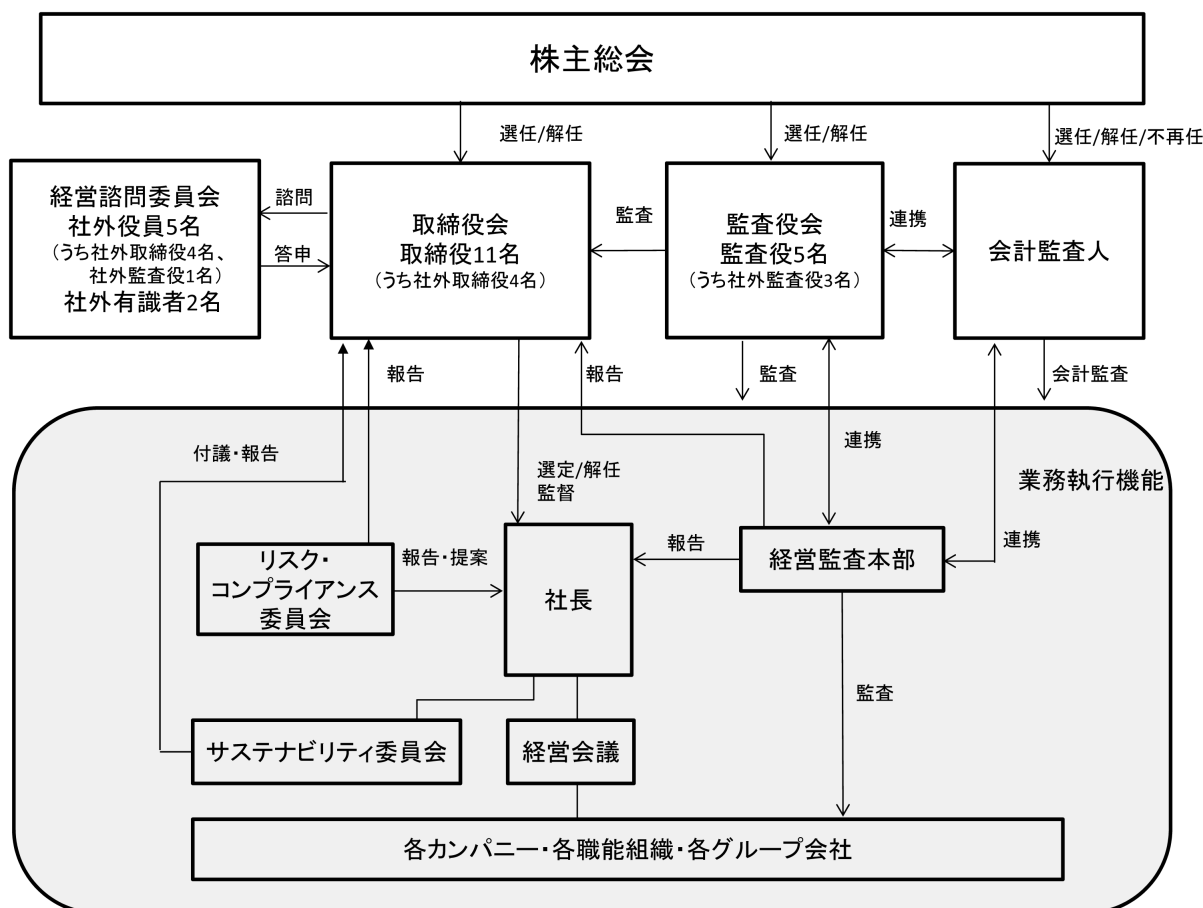 株主総会
選任/解任
選任/解任
選任/解任/不再任
経営諮問委員会
社外役員5名
（うち社外取締役4名、
社外監査役1名）
社外有識者2名
諮問
答申
取締役会
取締役11名
（うち社外取締役4名）
監査
監査役会
監査役5名
（うち社外監査役3名）
連携
会計監査人
報告
報告
監査
会計監査
付議・報告
選定/解任
監督
連携
業務執行機能
リスク・
コンプライアンス
委員会
報告・提案
社長
報告
経営監査本部
連携
監査
サステナビリティ委員会
経営会議
各カンパニー・各職能組織・各グループ会社